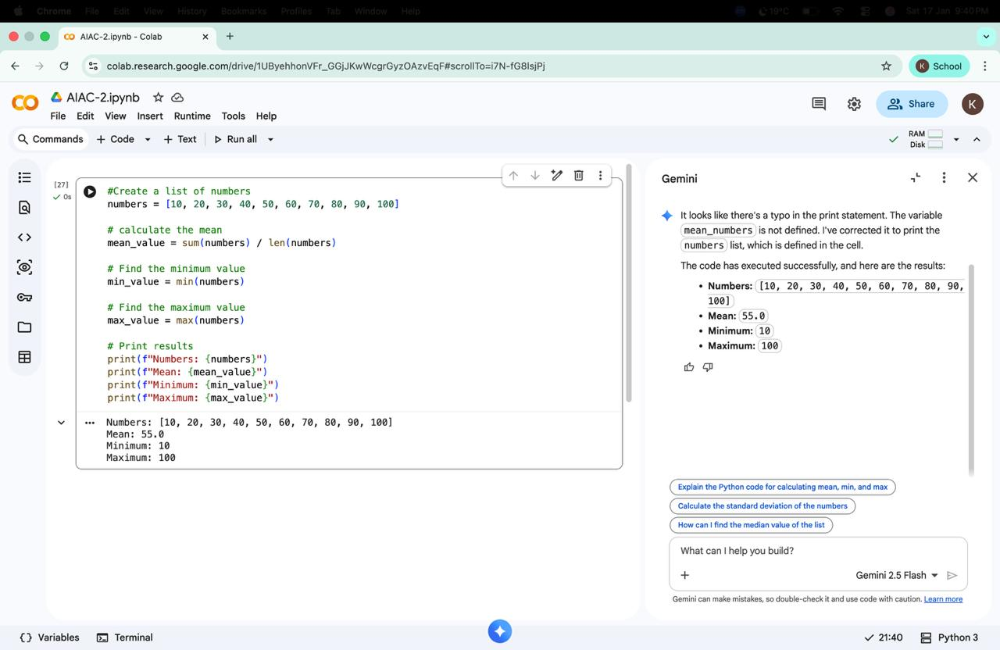 Chrome File Edit View History Bookmarks Profiles Tab Window Help 19°C Sat 17 Jan 9:40 PM
AIAC-2.ipynb - Colab
colab.research.google.com/drive/1UByehhonVFr_GGjJKwWcgrGyzOAzvEqF#scrollTo=i7N-fG8IsjPj
K School
AIAC-2.ipynb
File Edit View Insert Runtime Tools Help
Share K
Commands + Code + Text Run all
RAM
Disk
[27]
0s
#Create a list of numbers
numbers = [10, 20, 30, 40, 50, 60, 70, 80, 90, 100]
# calculate the mean
mean_value = sum(numbers) / len(numbers)
# Find the minimum value
min_value = min(numbers)
# Find the maximum value
max_value = max(numbers)
# Print results
print(f"Numbers: {numbers}")
print(f"Mean: {mean_value}")
print(f"Minimum: {min_value}")
print(f"Maximum: {max_value}")
Numbers: [10, 20, 30, 40, 50, 60, 70, 80, 90, 100]
Mean: 55.0
Minimum: 10
Maximum: 100
Gemini
It looks like there's a typo in the print statement. The variable
mean_numbers is not defined. I've corrected it to print the
numbers list, which is defined in the cell.
The code has executed successfully, and here are the results:
• Numbers: [10, 20, 30, 40, 50, 60, 70, 80, 90,
100]
• Mean: 55.0
• Minimum: 10
• Maximum: 100
Explain the Python code for calculating mean, min, and max
Calculate the standard deviation of the numbers
How can I find the median value of the list
What can I help you build?
Gemini 2.5 Flash
Gemini can make mistakes, so double-check it and use code with caution. Learn more
{} Variables Terminal
21:40 Python 3